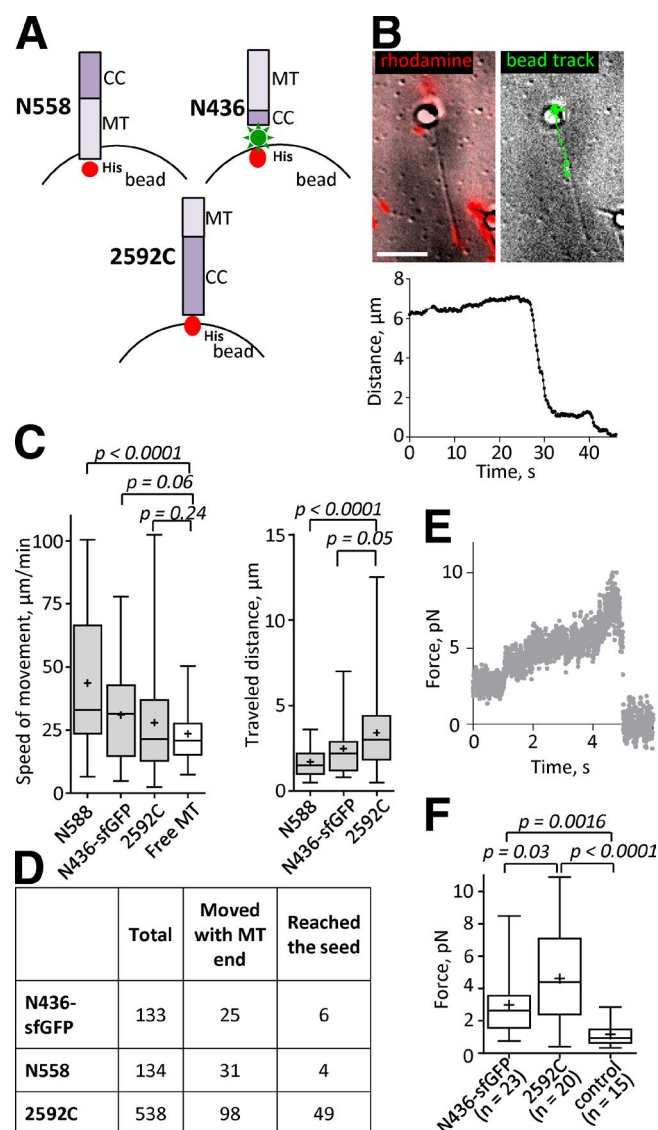 A
N558
CC
MT
His
bead
N436
MT
CC
His
bead
2592C
MT
CC
His
bead
B
rhodamine
bead track
Distance, μm
8
6
4
2
0
0 10 20 30 40
Time, s
C
p < 0.0001
p = 0.06
p = 0.24
Speed of movement, μm/min
100
75
50
25
0
N588
N436-sfGFP
2592C
Free MT
p < 0.0001
p = 0.05
Traveled distance, μm
15
10
5
0
N588
N436-sfGFP
2592C
D
Total
Moved
with MT
end
Reached
the seed
N436-
sfGFP
133
25
6
N558
134
31
4
2592C
538
98
49
E
Force, pN
10
5
0
0 2 4
Time, s
F
p = 0.0016
p = 0.03
p < 0.0001
Force, pN
10
8
6
4
2
0
N436-sfGFP
(n = 23)
2592C
(n = 20)
control
(n = 15)